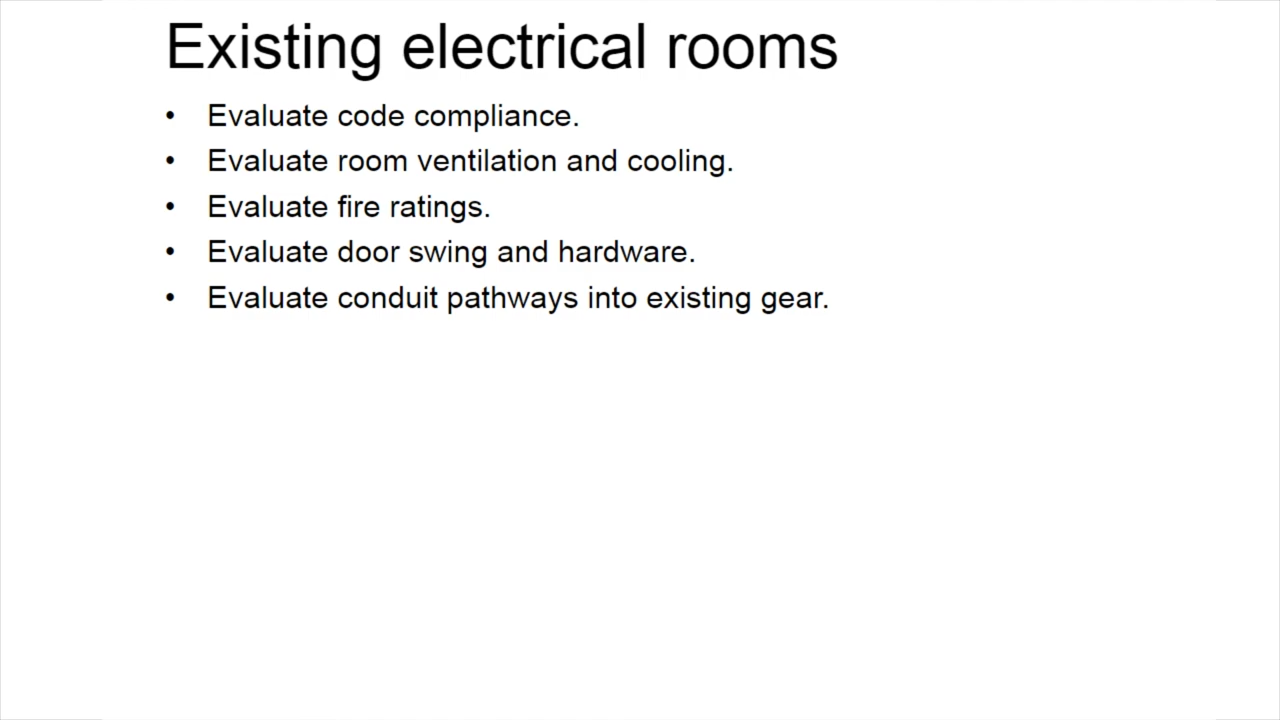 Existing electrical rooms
• Evaluate code compliance.
• Evaluate room ventilation and cooling.
• Evaluate fire ratings.
• Evaluate door swing and hardware.
• Evaluate conduit pathways into existing gear.